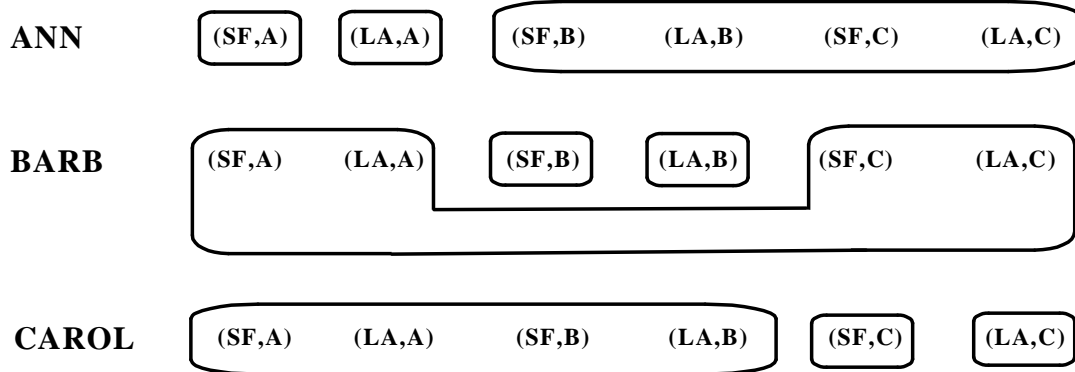 ANN (SF,A) (LA,A) (SF,B) (LA,B) (SF,C) (LA,C)
BARB (SF,A) (LA,A) (SF,B) (LA,B) (SF,C) (LA,C)
CAROL (SF,A) (LA,A) (SF,B) (LA,B) (SF,C) (LA,C)